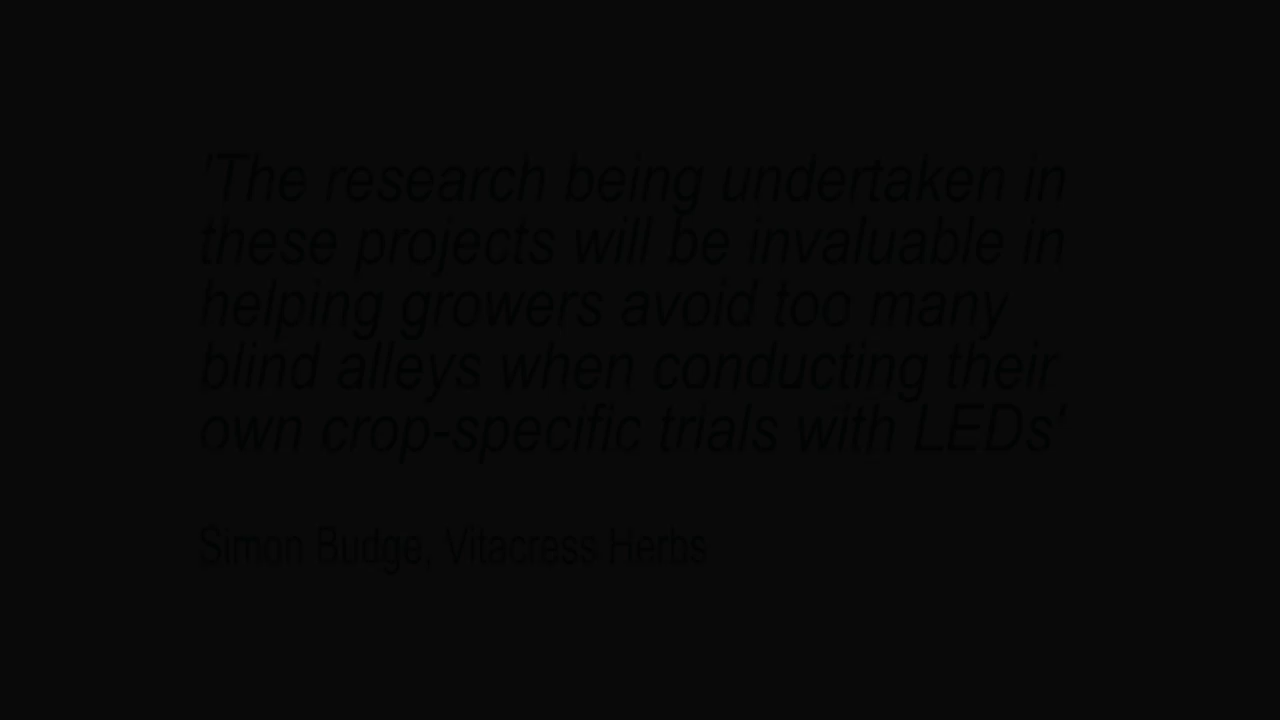 'The research being undertaken in
these projects will be invaluable in
helping growers avoid too many
blind alleys when conducting their
own crop-specific trials with LEDs'
Simon Budge, Vitacress Herbs